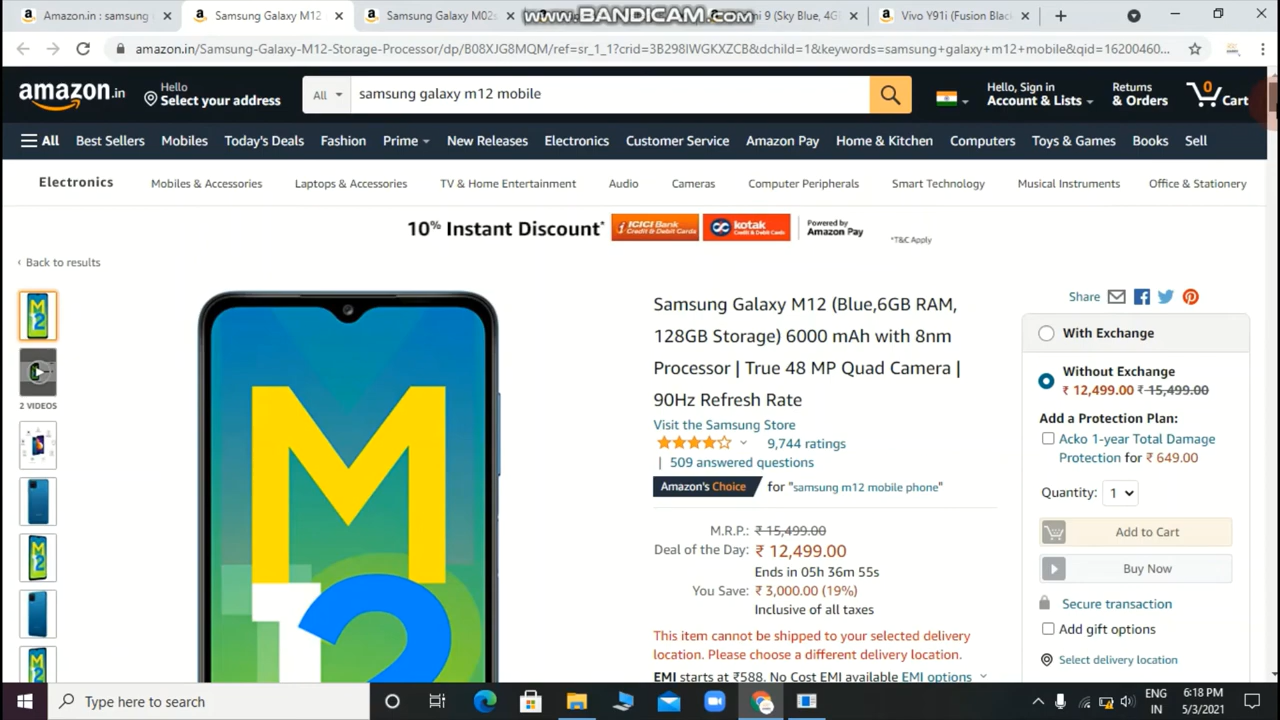 Amazon.in : samsung
Samsung Galaxy M12
Samsung Galaxy M02s
www.BANDICAM.com
i 9 (Sky Blue, 4G
Vivo Y91i (Fusion Blac
amazon.in/Samsung-Galaxy-M12-Storage-Processor/dp/B08XJG8MQM/ref=sr_1_1?crid=3B298IWGKXZCB&dchild=1&keywords=samsung+galaxy+m12+mobile&qid=16200460...
amazon.in
Hello
Select your address
All
samsung galaxy m12 mobile
Hello, Sign in
Account & Lists
Returns
& Orders
0
Cart
All
Best Sellers
Mobiles
Today's Deals
Fashion
Prime
New Releases
Electronics
Customer Service
Amazon Pay
Home & Kitchen
Computers
Toys & Games
Books
Sell
Electronics
Mobiles & Accessories
Laptops & Accessories
TV & Home Entertainment
Audio
Cameras
Computer Peripherals
Smart Technology
Musical Instruments
Office & Stationery
10% Instant Discount*
ICICI Bank
Credit & Debit Cards
kotak
Credit & Debit Cards
Powered by
Amazon Pay
*T&C Apply
‹ Back to results
2 VIDEOS
M
12
Samsung Galaxy M12 (Blue,6GB RAM,
128GB Storage) 6000 mAh with 8nm
Processor | True 48 MP Quad Camera |
90Hz Refresh Rate
Visit the Samsung Store
9,744 ratings
| 509 answered questions
Amazon's Choice for "samsung m12 mobile phone"
M.R.P.: ₹ 15,499.00
Deal of the Day: ₹ 12,499.00
Ends in 05h 36m 55s
You Save: ₹ 3,000.00 (19%)
Inclusive of all taxes
This item cannot be shipped to your selected delivery
location. Please choose a different delivery location.
EMI starts at ₹588. No Cost EMI available EMI options
Share
With Exchange
Without Exchange
₹ 12,499.00 ₹ 15,499.00
Add a Protection Plan:
Acko 1-year Total Damage
Protection for ₹ 649.00
Quantity: 1
Add to Cart
Buy Now
Secure transaction
Add gift options
Select delivery location
Type here to search
ENG
IN
6:18 PM
5/3/2021